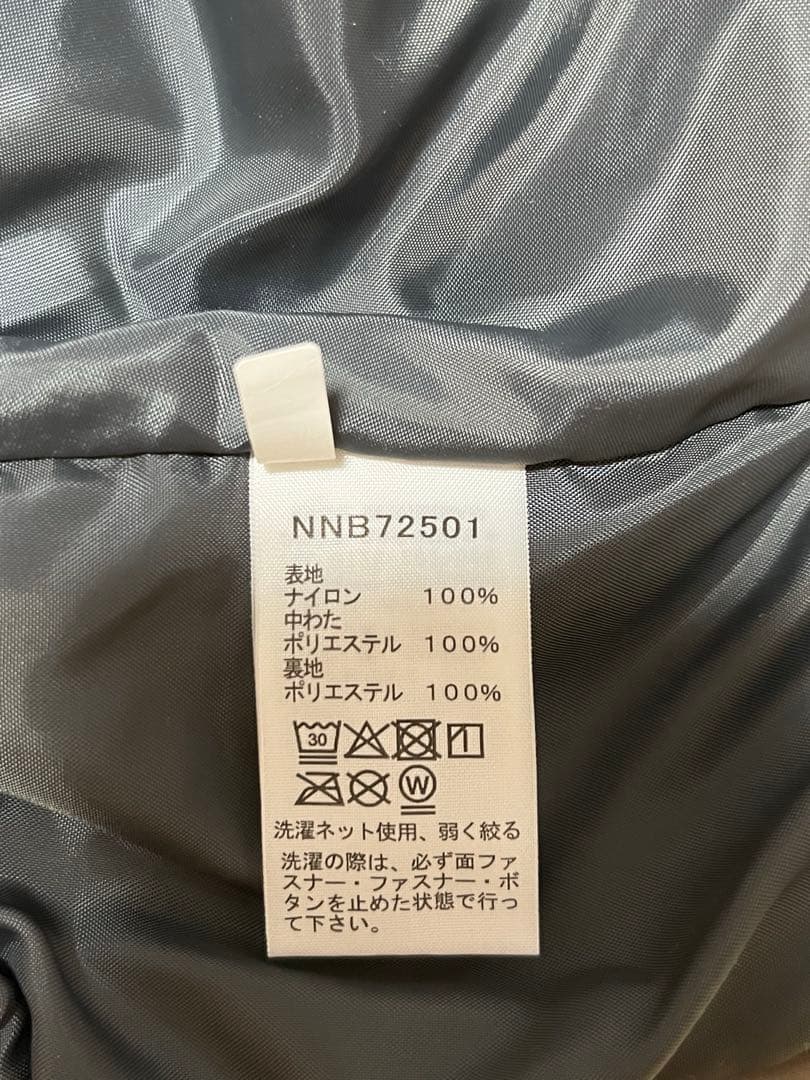 NNB72501
表地
ナイロン 100%
中わた
ポリエステル 100%
裏地
ポリエステル 100%
30
W
洗濯ネット使用、弱く絞る
洗濯の際は、必ず面ファ
スナー・ファスナー・ボ
タンを止めた状態で行っ
て下さい。